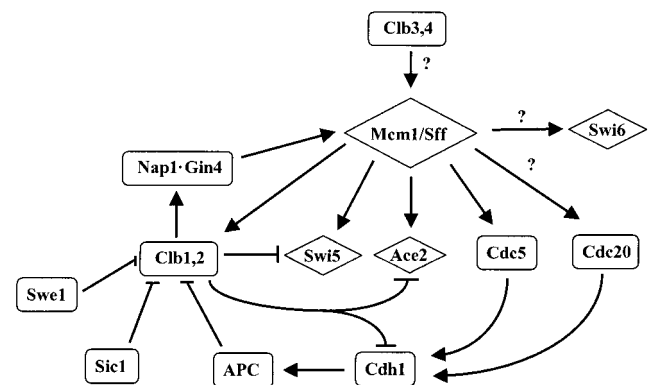 Clb3,4
?
Mcm1/Sff
?
Swi6
Nap1·Gin4
?
Clb1,2
Swi5
Ace2
Cdc5
Cdc20
Swe1
Sic1
APC
Cdh1